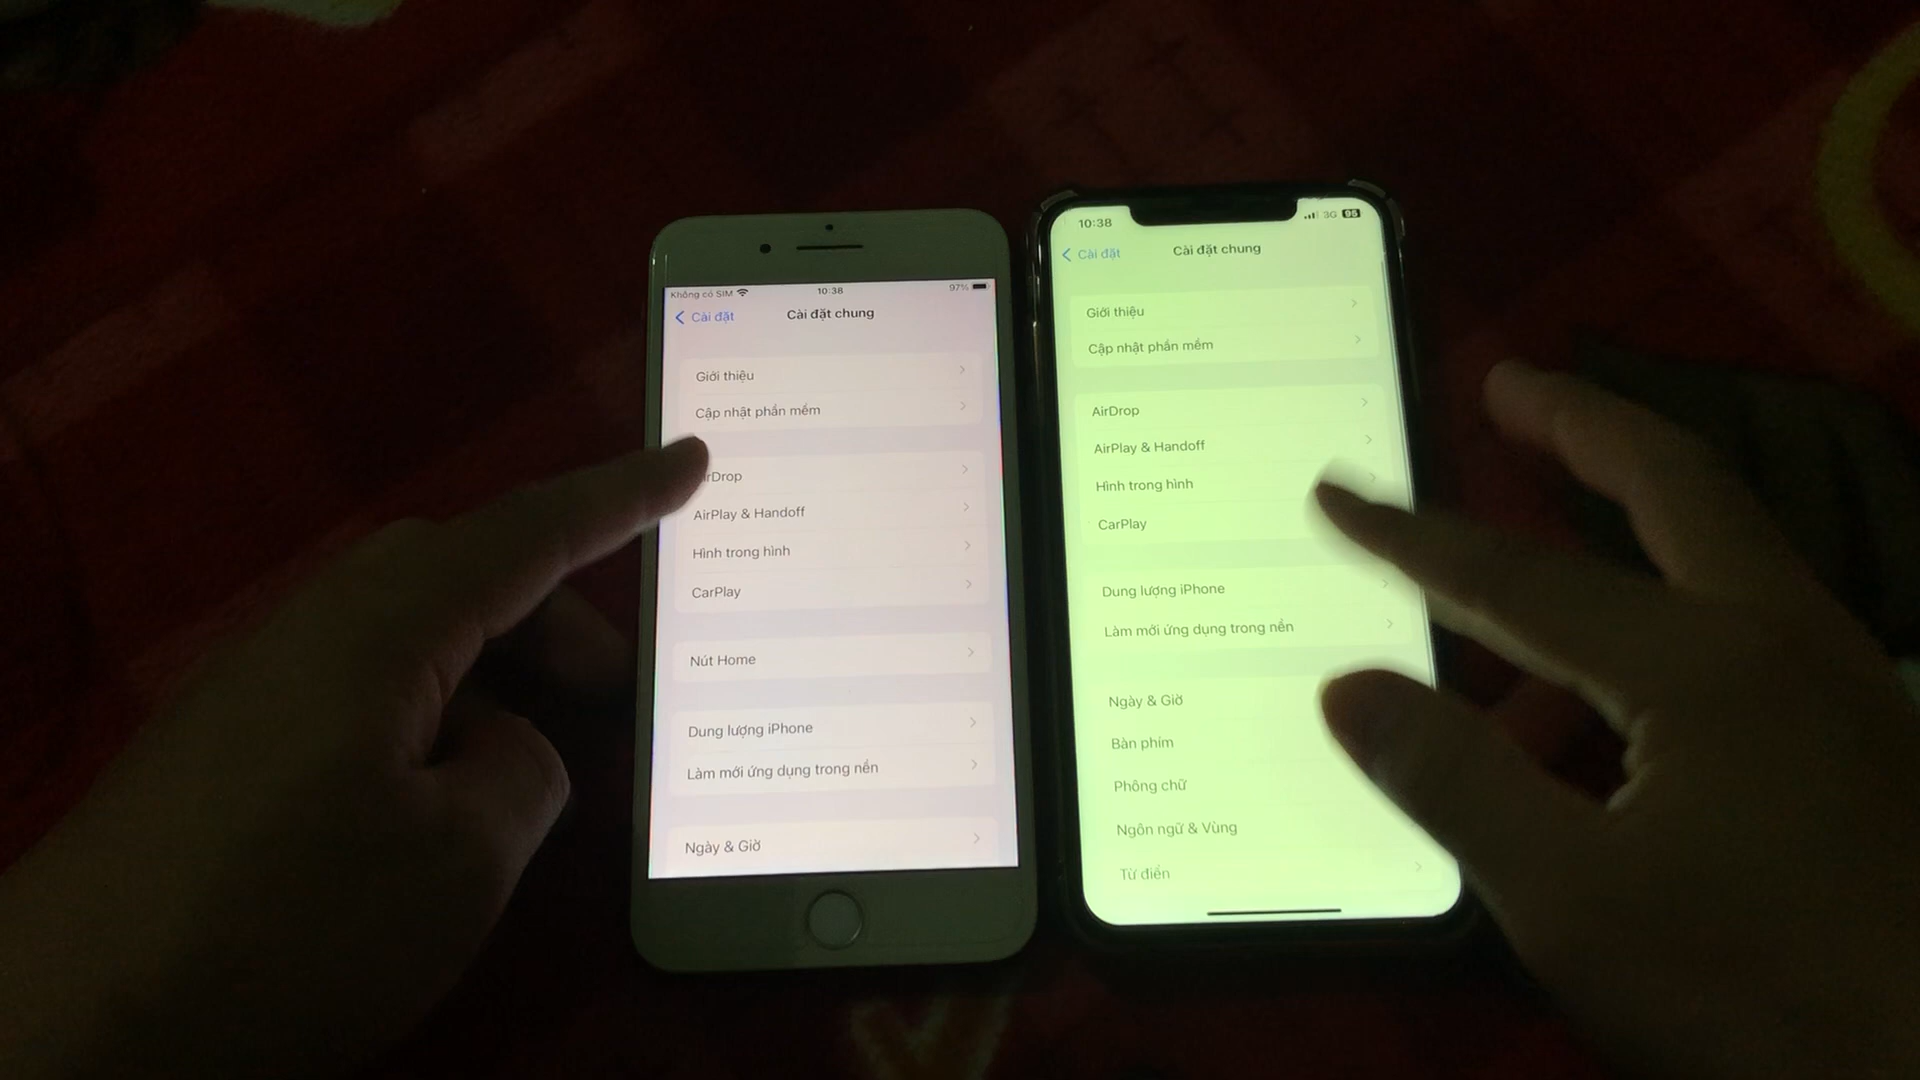 Không có SIM 10:38 97%
Cài đặt Cài đặt chung
Giới thiệu
Cập nhật phần mềm
rDrop
AirPlay & Handoff
Hình trong hình
CarPlay
Nút Home
Dung lượng iPhone
Làm mới ứng dụng trong nền
Ngày & Giờ
10:38 3G 95
Cài đặt Cài đặt chung
Giới thiệu
Cập nhật phần mềm
AirDrop
AirPlay & Handoff
Hình trong hình
CarPlay
Dung lượng iPhone
Làm mới ứng dụng trong nền
Ngày & Giờ
Bàn phím
Phông chữ
Ngôn ngữ & Vùng
Từ điển